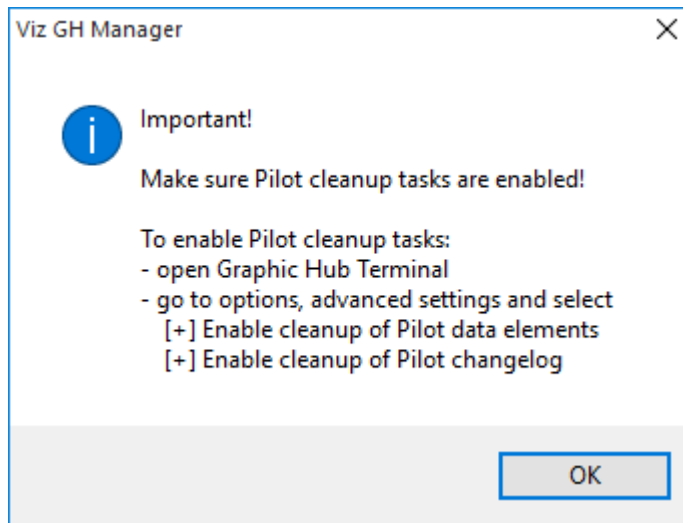 Viz GH Manager
Important!
Make sure Pilot cleanup tasks are enabled!
To enable Pilot cleanup tasks:
- open Graphic Hub Terminal
- go to options, advanced settings and select
[+] Enable cleanup of Pilot data elements
[+] Enable cleanup of Pilot changelog
OK